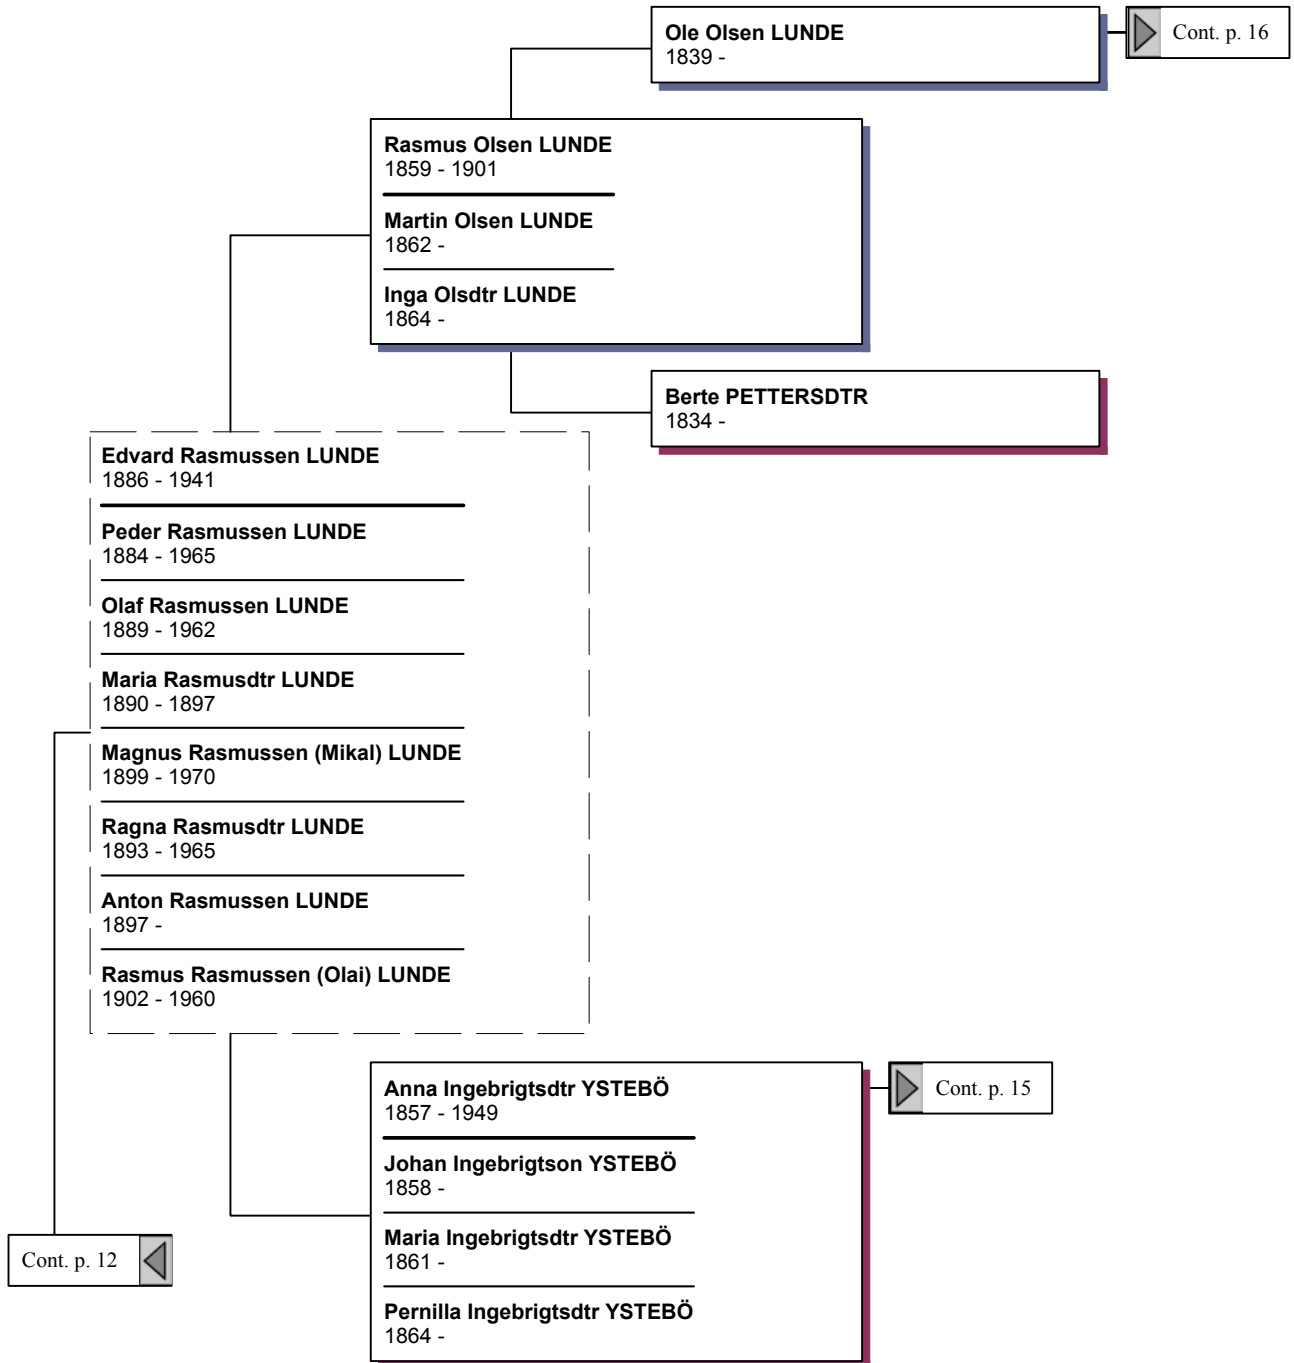 Ole Olsen LUNDE
1839 -
Cont. p. 16
Rasmus Olsen LUNDE
1859 - 1901
Martin Olsen LUNDE
1862 -
Inga Olsdtr LUNDE
1864 -
Berte PETTERSDTR
1834 -
Edvard Rasmussen LUNDE
1886 - 1941
Peder Rasmussen LUNDE
1884 - 1965
Olaf Rasmussen LUNDE
1889 - 1962
Maria Rasmusdtr LUNDE
1890 - 1897
Magnus Rasmussen (Mikal) LUNDE
1899 - 1970
Ragna Rasmusdtr LUNDE
1893 - 1965
Anton Rasmussen LUNDE
1897 -
Rasmus Rasmussen (Olai) LUNDE
1902 - 1960
Anna Ingebrigtsdtr YSTEBÖ
1857 - 1949
Cont. p. 15
Johan Ingebrigtson YSTEBÖ
1858 -
Maria Ingebrigtsdtr YSTEBÖ
1861 -
Cont. p. 12
Pernilla Ingebrigtsdtr YSTEBÖ
1864 -